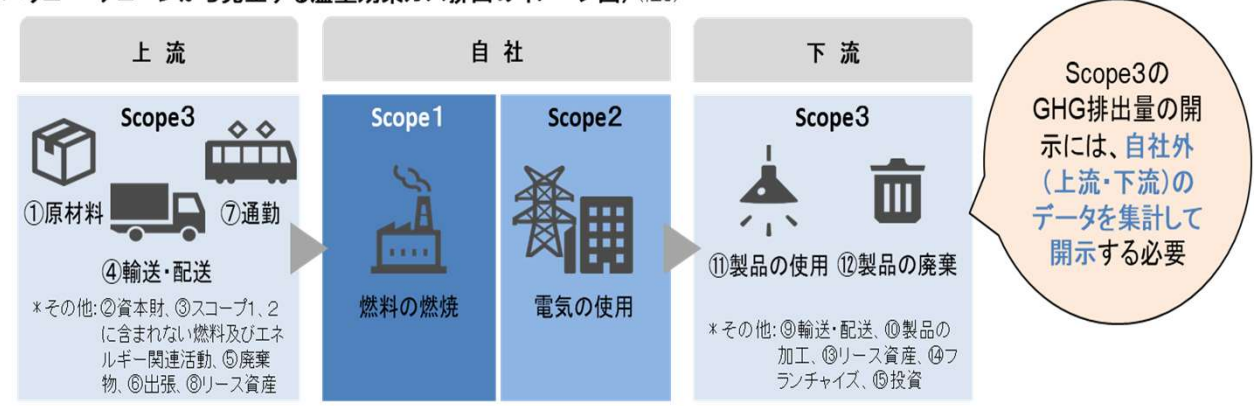 上 流
自 社
下 流
Scope3
①原材料
⑦通勤
④輸送・配送
*その他:②資本財、③スコープ1、2
に含まれない燃料及びエネ
ルギー関連活動、⑤廃棄
物、⑥出張、⑧リース資産
Scope1
燃料の燃焼
Scope2
電気の使用
Scope3
⑪製品の使用
⑫製品の廃棄
*その他:⑨輸送・配送、⑩製品の
加工、⑬リース資産、⑭フ
ランチャイズ、⑮投資
Scope3の
GHG排出量の開
示には、自社外
(上流・下流)の
データを集計して
開示する必要